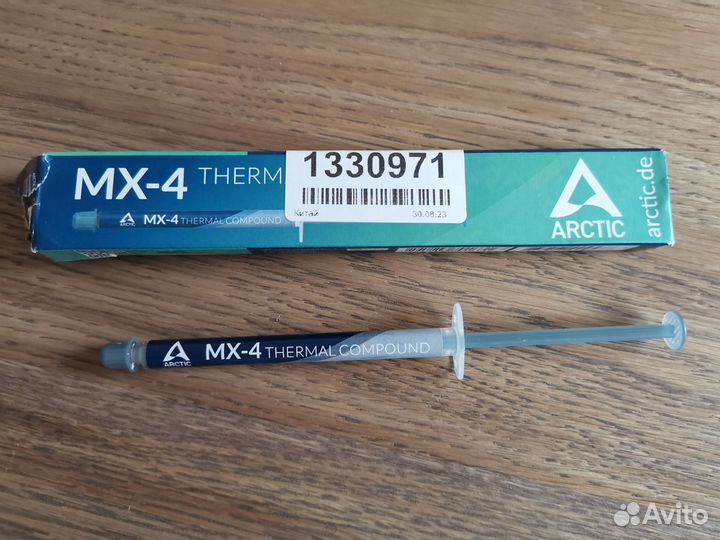 MX-4 THERM
1330971
ARCTIC
arctic.de
MX-4 THERMAL COMPOUND
Китай
30.08.23
ARCTIC
MX-4 THERMAL COMPOUND
Avito